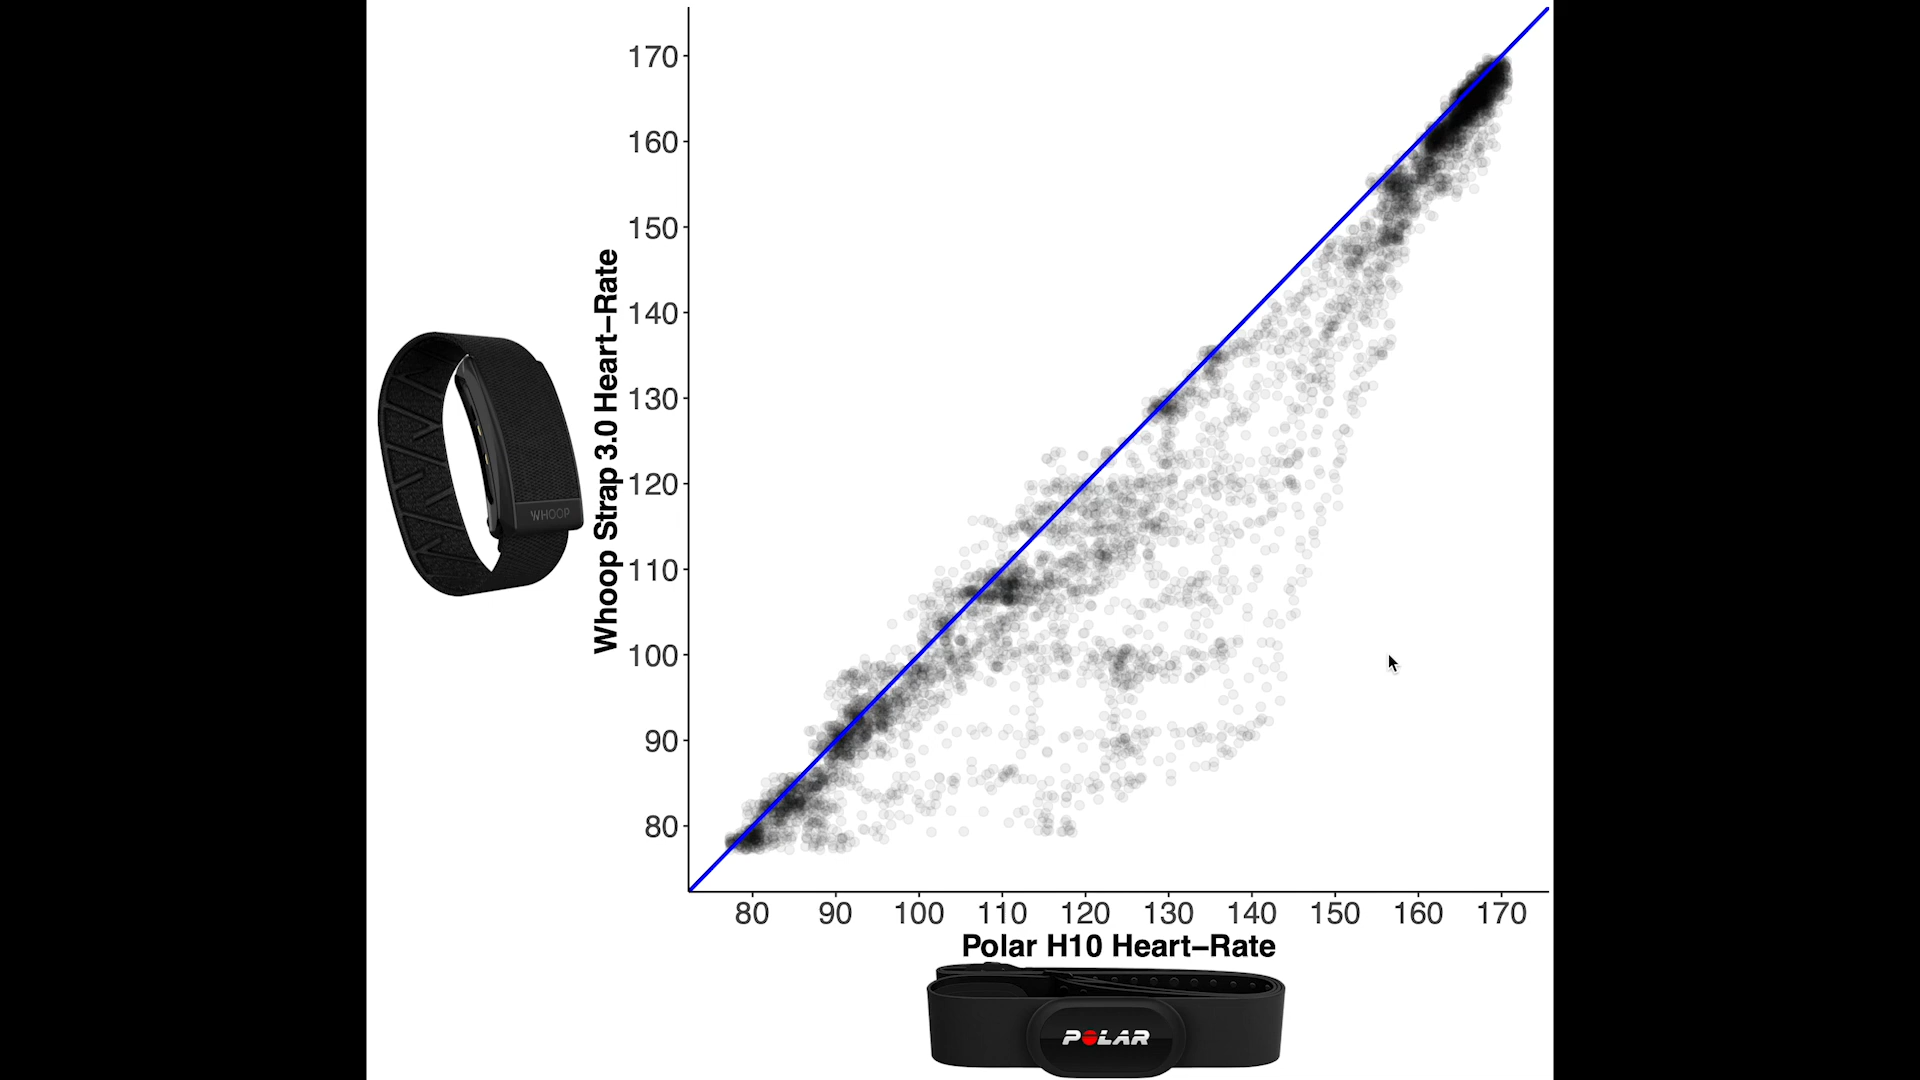 170
160
150
140
130
120
110
100
90
80
Whoop Strap 3.0 Heart–Rate
WHOOP
80 90 100 110 120 130 140 150 160 170
Polar H10 Heart–Rate
POLAR